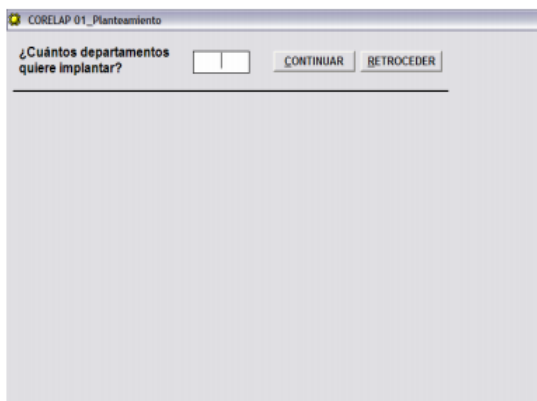 CORELAP 01_Planteamiento
¿Cuántos departamentos
quiere implantar?
CONTINUAR
RETROCEDER